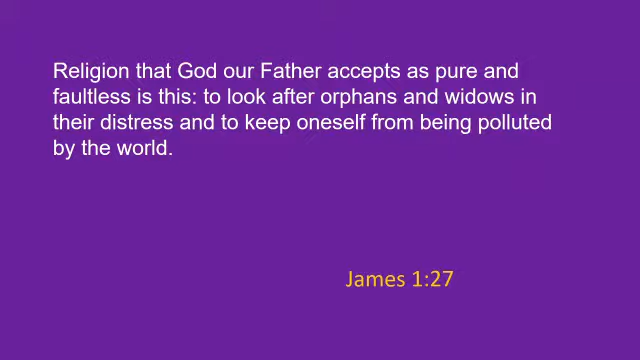 Religion that God our Father accepts as pure and
faultless is this: to look after orphans and widows in
their distress and to keep oneself from being polluted
by the world.
James 1:27